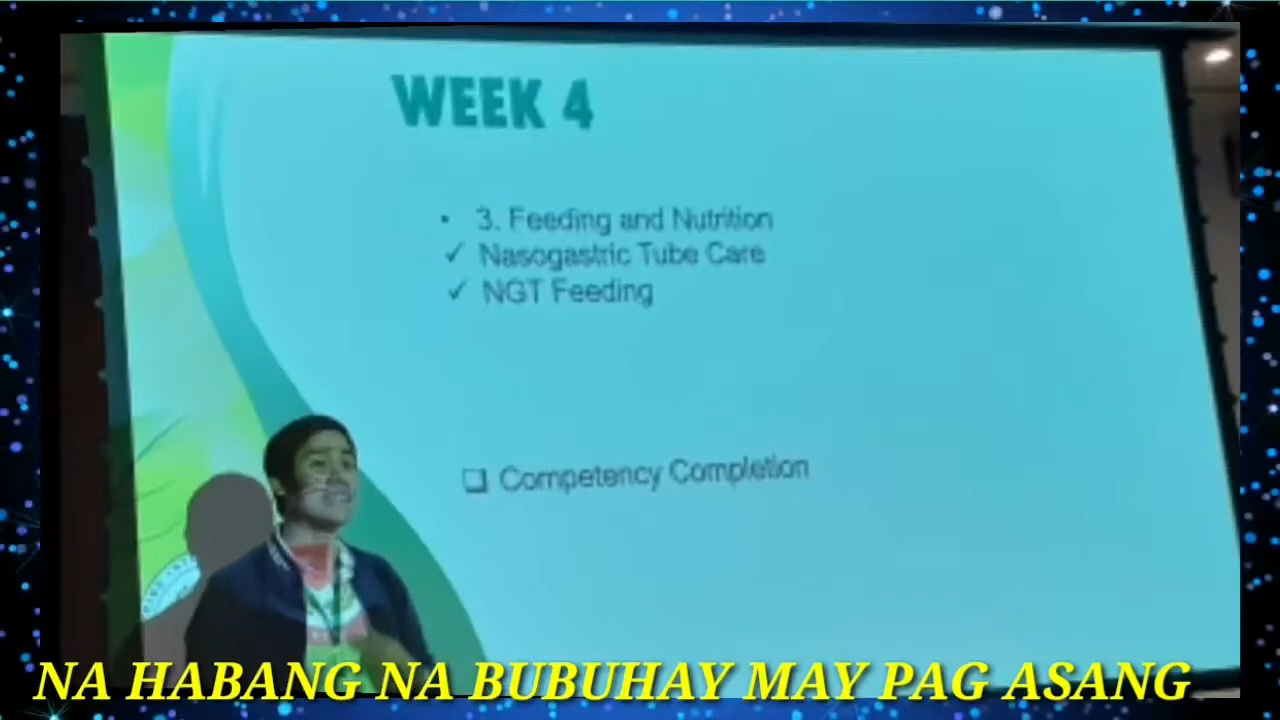 WEEK 4
• 3. Feeding and Nutrition
✓ Nasogastric Tube Care
✓ NGT Feeding
❑ Competency Completion
NA HABANG NA BUBUHAY MAY PAG ASANG